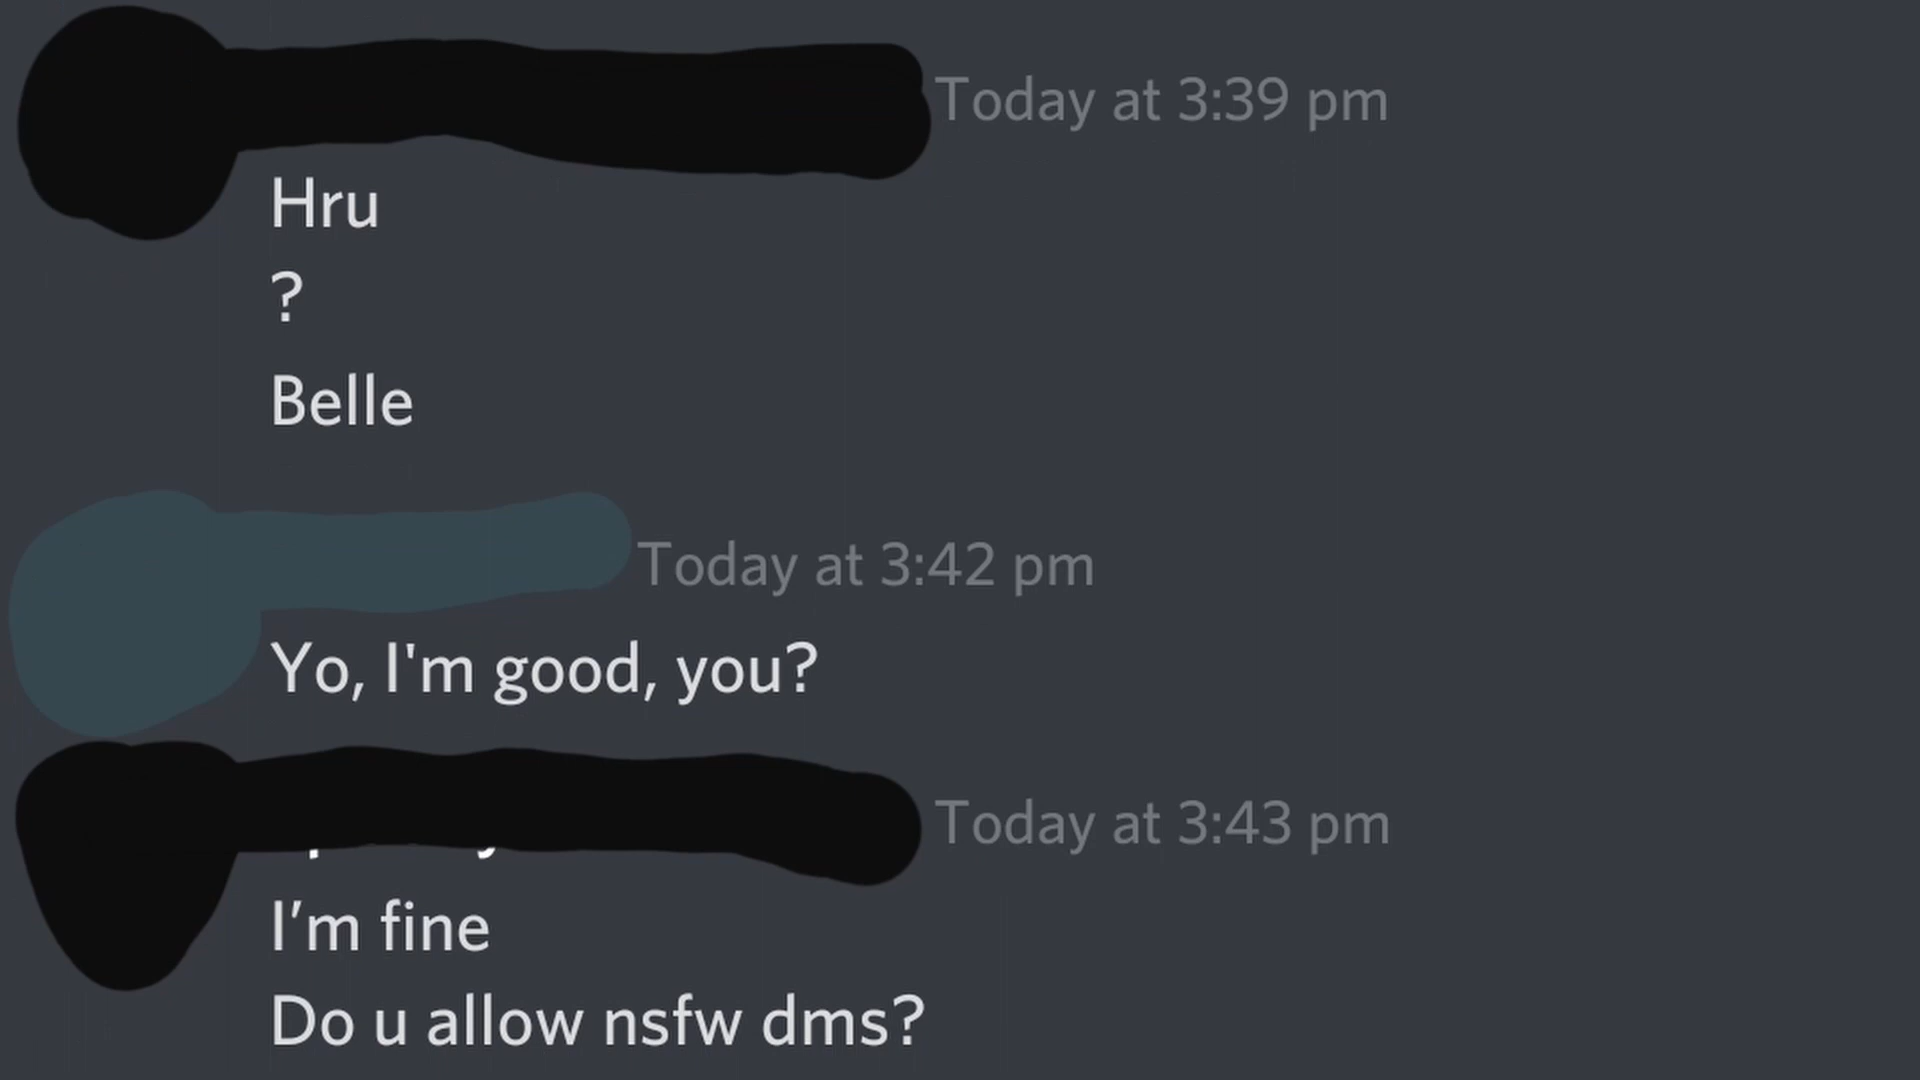 Today at 3:39 pm
Hru
?
Belle
Today at 3:42 pm
Yo, I'm good, you?
Today at 3:43 pm
I’m fine
Do u allow nsfw dms?